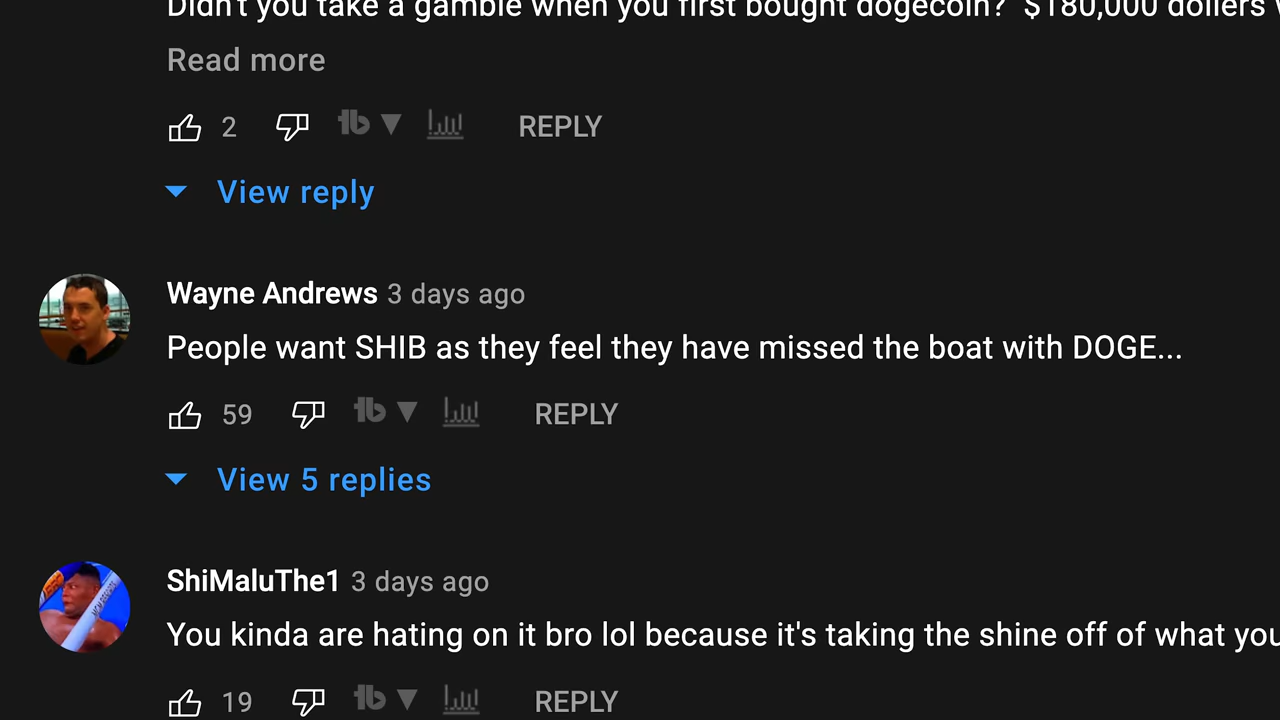 Didn't you take a gamble when you first bought dogecoin? $180,000 dollers
Read more
2 REPLY
View reply
Wayne Andrews 3 days ago
People want SHIB as they feel they have missed the boat with DOGE...
59 REPLY
View 5 replies
ShiMaluThe1 3 days ago
You kinda are hating on it bro lol because it's taking the shine off of what you
19 REPLY